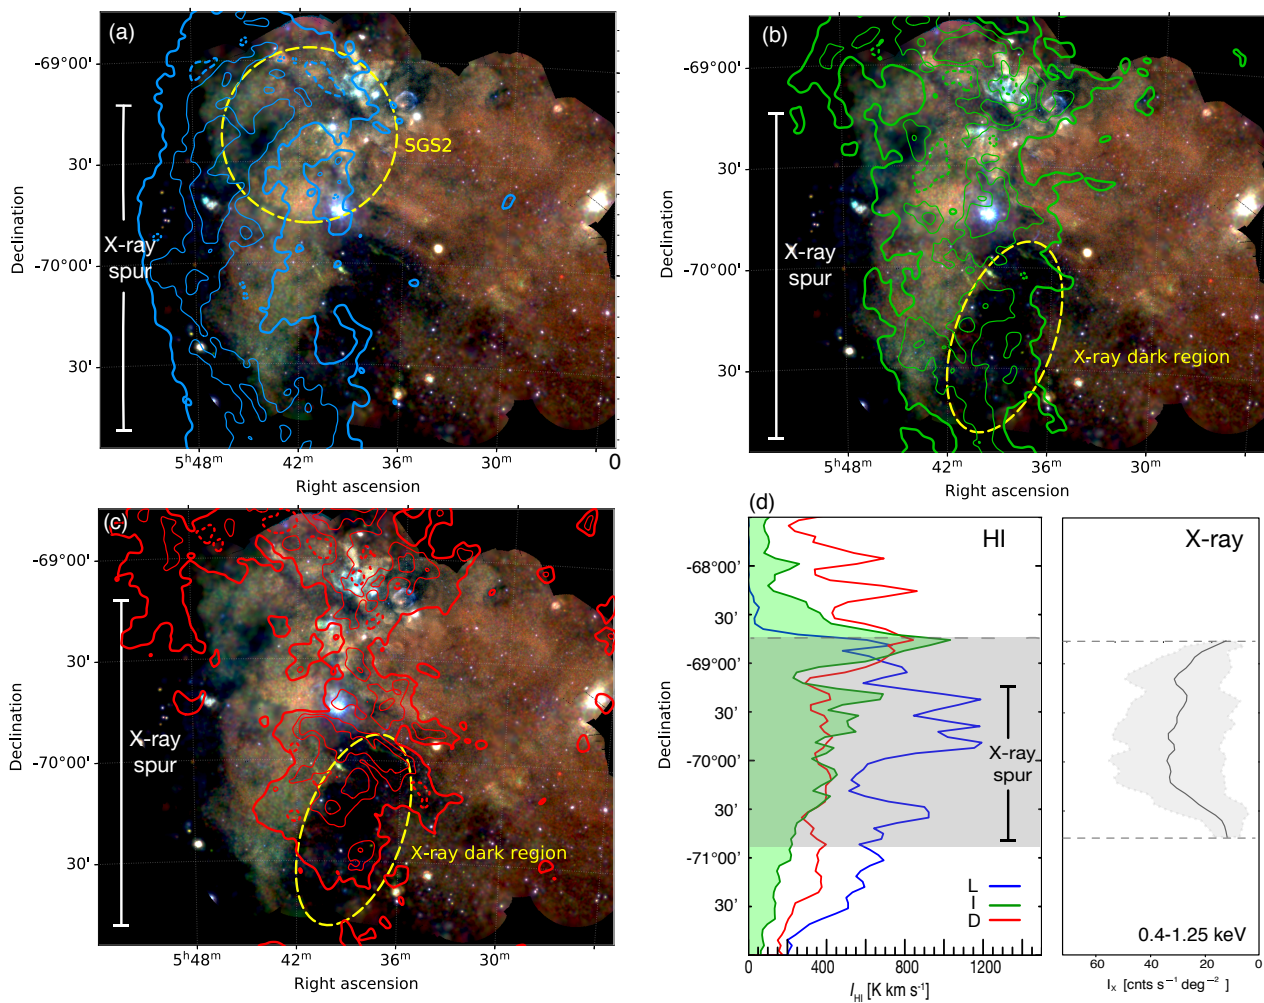 (a)
-69°00'
30'
-70°00'
30'
Declination
X-ray
spur
SGS2
5ʰ48ᵐ
42ᵐ
36ᵐ
30ᵐ
0
Right ascension
(b)
-69°00'
30'
-70°00'
30'
Declination
X-ray
spur
X-ray dark region
5ʰ48ᵐ
42ᵐ
36ᵐ
30ᵐ
Right ascension
(c)
-69°00'
30'
-70°00'
30'
Declination
X-ray
spur
X-ray dark region
5ʰ48ᵐ
42ᵐ
36ᵐ
30ᵐ
Right ascension
(d)
HI
-68°00'
30'
-69°00'
30'
-70°00'
30'
-71°00'
30'
Declination
X-ray
spur
L
I
D
0
400
800
1200
I_HI [K km s⁻¹]
X-ray
Declination
0.4-1.25 keV
60
40
20
0
I_X [cnts s⁻¹ deg⁻²]